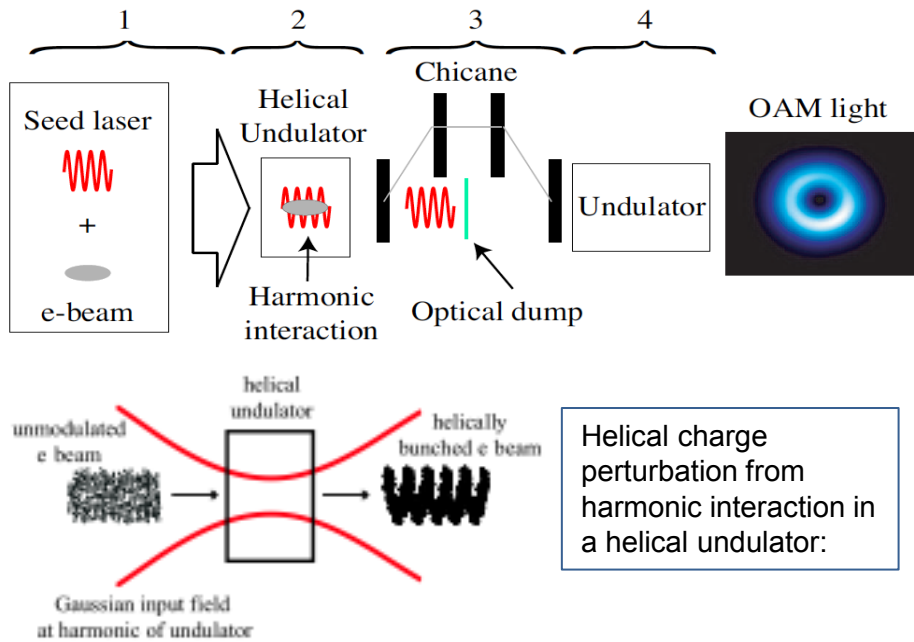 1
2
3
4
Seed laser
+
e-beam
Helical
Undulator
Harmonic
interaction
Chicane
Optical dump
Undulator
OAM light
unmodulated
e beam
helical
undulator
helically
bunched e beam
Gaussian input field
at harmonic of undulator
Helical charge
perturbation from
harmonic interaction in
a helical undulator: